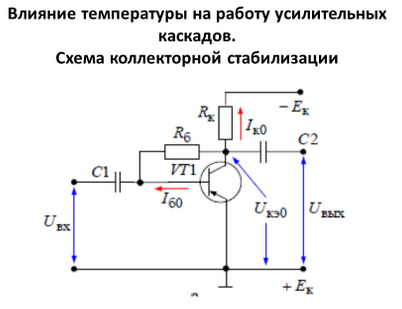 Влияние температуры на работу усилительных
каскадов.
Схема коллекторной стабилизации
− Eк
Rк
Iк0
Rб
C2
C1
VT1
Iб0
Uвх
Uкэ0
Uвых
+ Eк